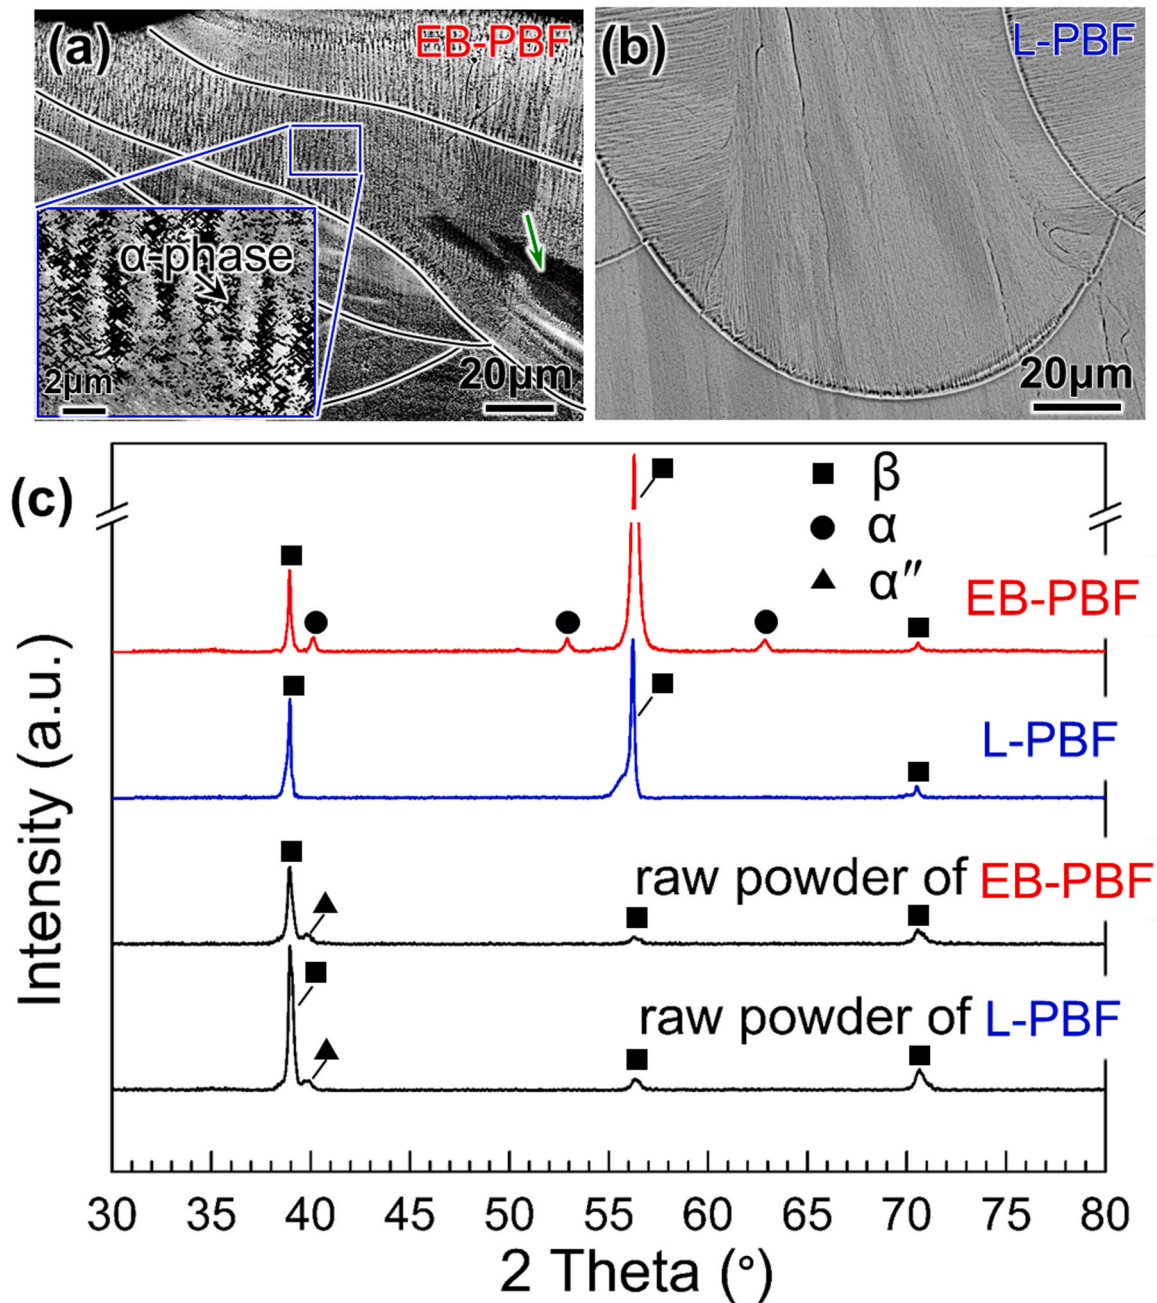 (a)
EB-PBF
α-phase
2μm
20μm
(b)
L-PBF
20μm
(c)
β
α
α″
EB-PBF
L-PBF
raw powder of EB-PBF
raw powder of L-PBF
Intensity (a.u.)
30 35 40 45 50 55 60 65 70 75 80
2 Theta (°)